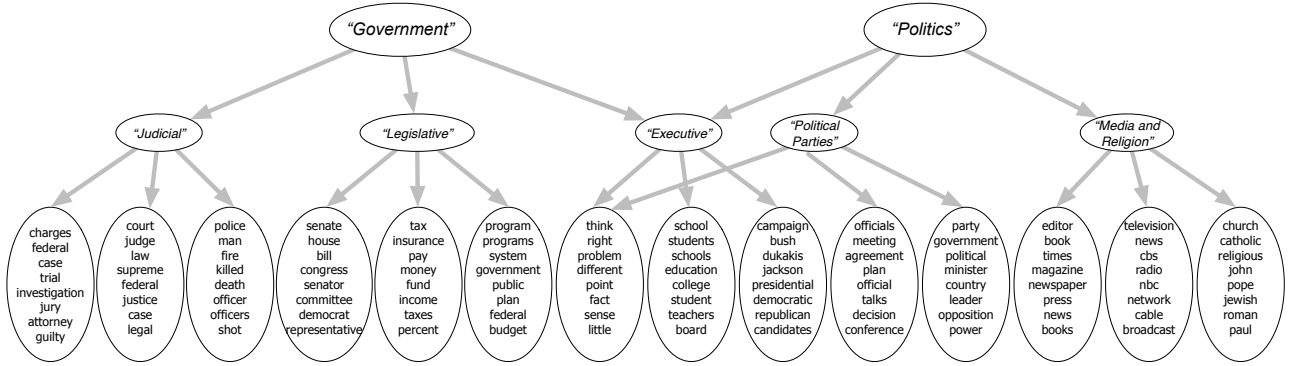 “Government”
“Politics”
“Judicial”
“Legislative”
“Executive”
“Political
Parties”
“Media and
Religion”
charges
federal
case
trial
investigation
jury
attorney
guilty
court
judge
law
supreme
federal
justice
case
legal
police
man
fire
killed
death
officer
officers
shot
senate
house
bill
congress
senator
committee
democrat
representative
tax
insurance
pay
money
fund
income
taxes
percent
program
programs
system
government
public
plan
federal
budget
think
right
problem
different
point
fact
sense
little
school
students
schools
education
college
student
teachers
board
campaign
bush
dukakis
jackson
presidential
democratic
republican
candidates
officials
meeting
agreement
plan
official
talks
decision
conference
party
government
political
minister
country
leader
opposition
power
editor
book
times
magazine
newspaper
press
news
books
television
news
cbs
radio
nbc
network
cable
broadcast
church
catholic
religious
john
pope
jewish
roman
paul